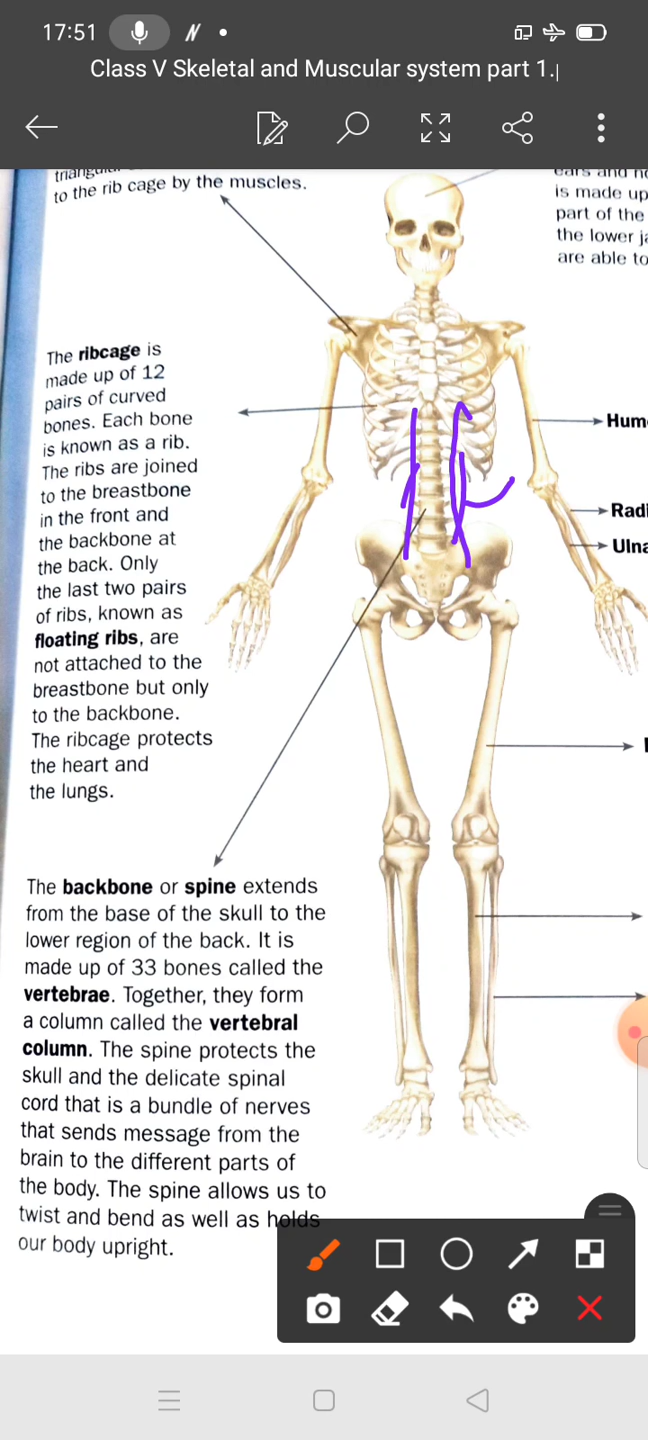 17:51
Class V Skeletal and Muscular system part 1.
to the rib cage by the muscles.
ears and
is made up
part of the
the lower
are able to
The ribcage is
made up of 12
pairs of curved
bones. Each bone
is known as a rib.
The ribs are joined
to the breastbone
in the front and
the backbone at
the back. Only
the last two pairs
of ribs, known as
floating ribs, are
not attached to the
breastbone but only
to the backbone.
The ribcage protects
the heart and
the lungs.
Hum
Radi
Ulna
The backbone or spine extends
from the base of the skull to the
lower region of the back. It is
made up of 33 bones called the
vertebrae. Together, they form
a column called the vertebral
column. The spine protects the
skull and the delicate spinal
cord that is a bundle of nerves
that sends message from the
brain to the different parts of
the body. The spine allows us to
twist and bend as well as holds
our body upright.